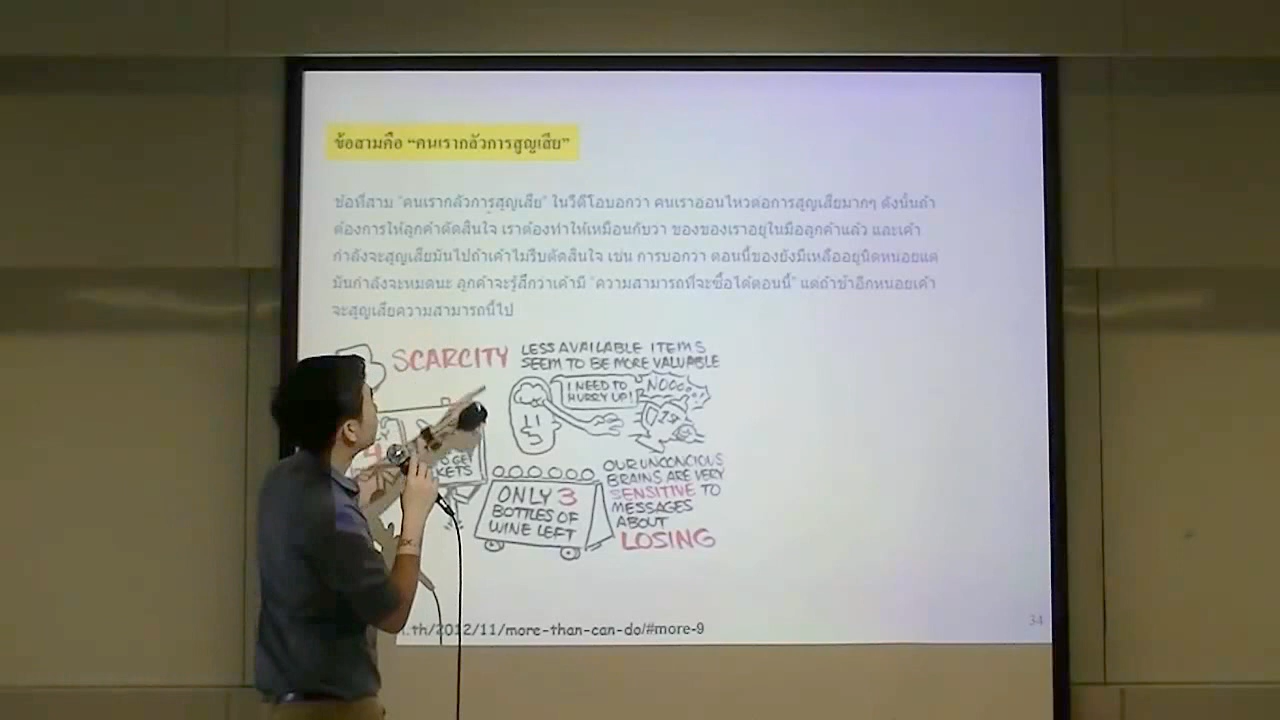 ข้อสามคือ “คนเรากลัวการสูญเสีย”
ข้อที่สาม "คนเรากลัวการสูญเสีย" ในวีดีโอบอกว่า คนเราออนไหวต่อการสูญเสียมากๆ ดังนั้นถ้า
ต้องการให้ลูกค้าตัดสินใจ เราต้องทำให้เหมือนกับว่า ของของเราอยู่ในมือลูกค้าแล้ว และเค้า
กำลังจะสูญเสียมันไปถ้าเค้าไม่รีบตัดสินใจ เช่น การบอกว่า ตอนนี้ของยังมีเหลืออยู่นิดหน่อยแต่
มันกำลังจะหมดนะ ลูกค้าจะรู้สึกว่าเค้ามี "ความสามารถที่จะซื้อได้ตอนนี้" แต่ถ้าช้าอีกหน่อยเค้า
จะสูญเสียความสามารถนี้ไป
SCARCITY
LESS AVAILABLE ITEMS
SEEM TO BE MORE VALUABLE
I NEED TO
HURRY UP!
NOOOO
ONLY 3
BOTTLES OF
WINE LEFT
OUR UNCONCIOUS
BRAINS ARE VERY
SENSITIVE TO
MESSAGES
ABOUT
LOSING
.th/2012/11/more-than-can-do/#more-9
34